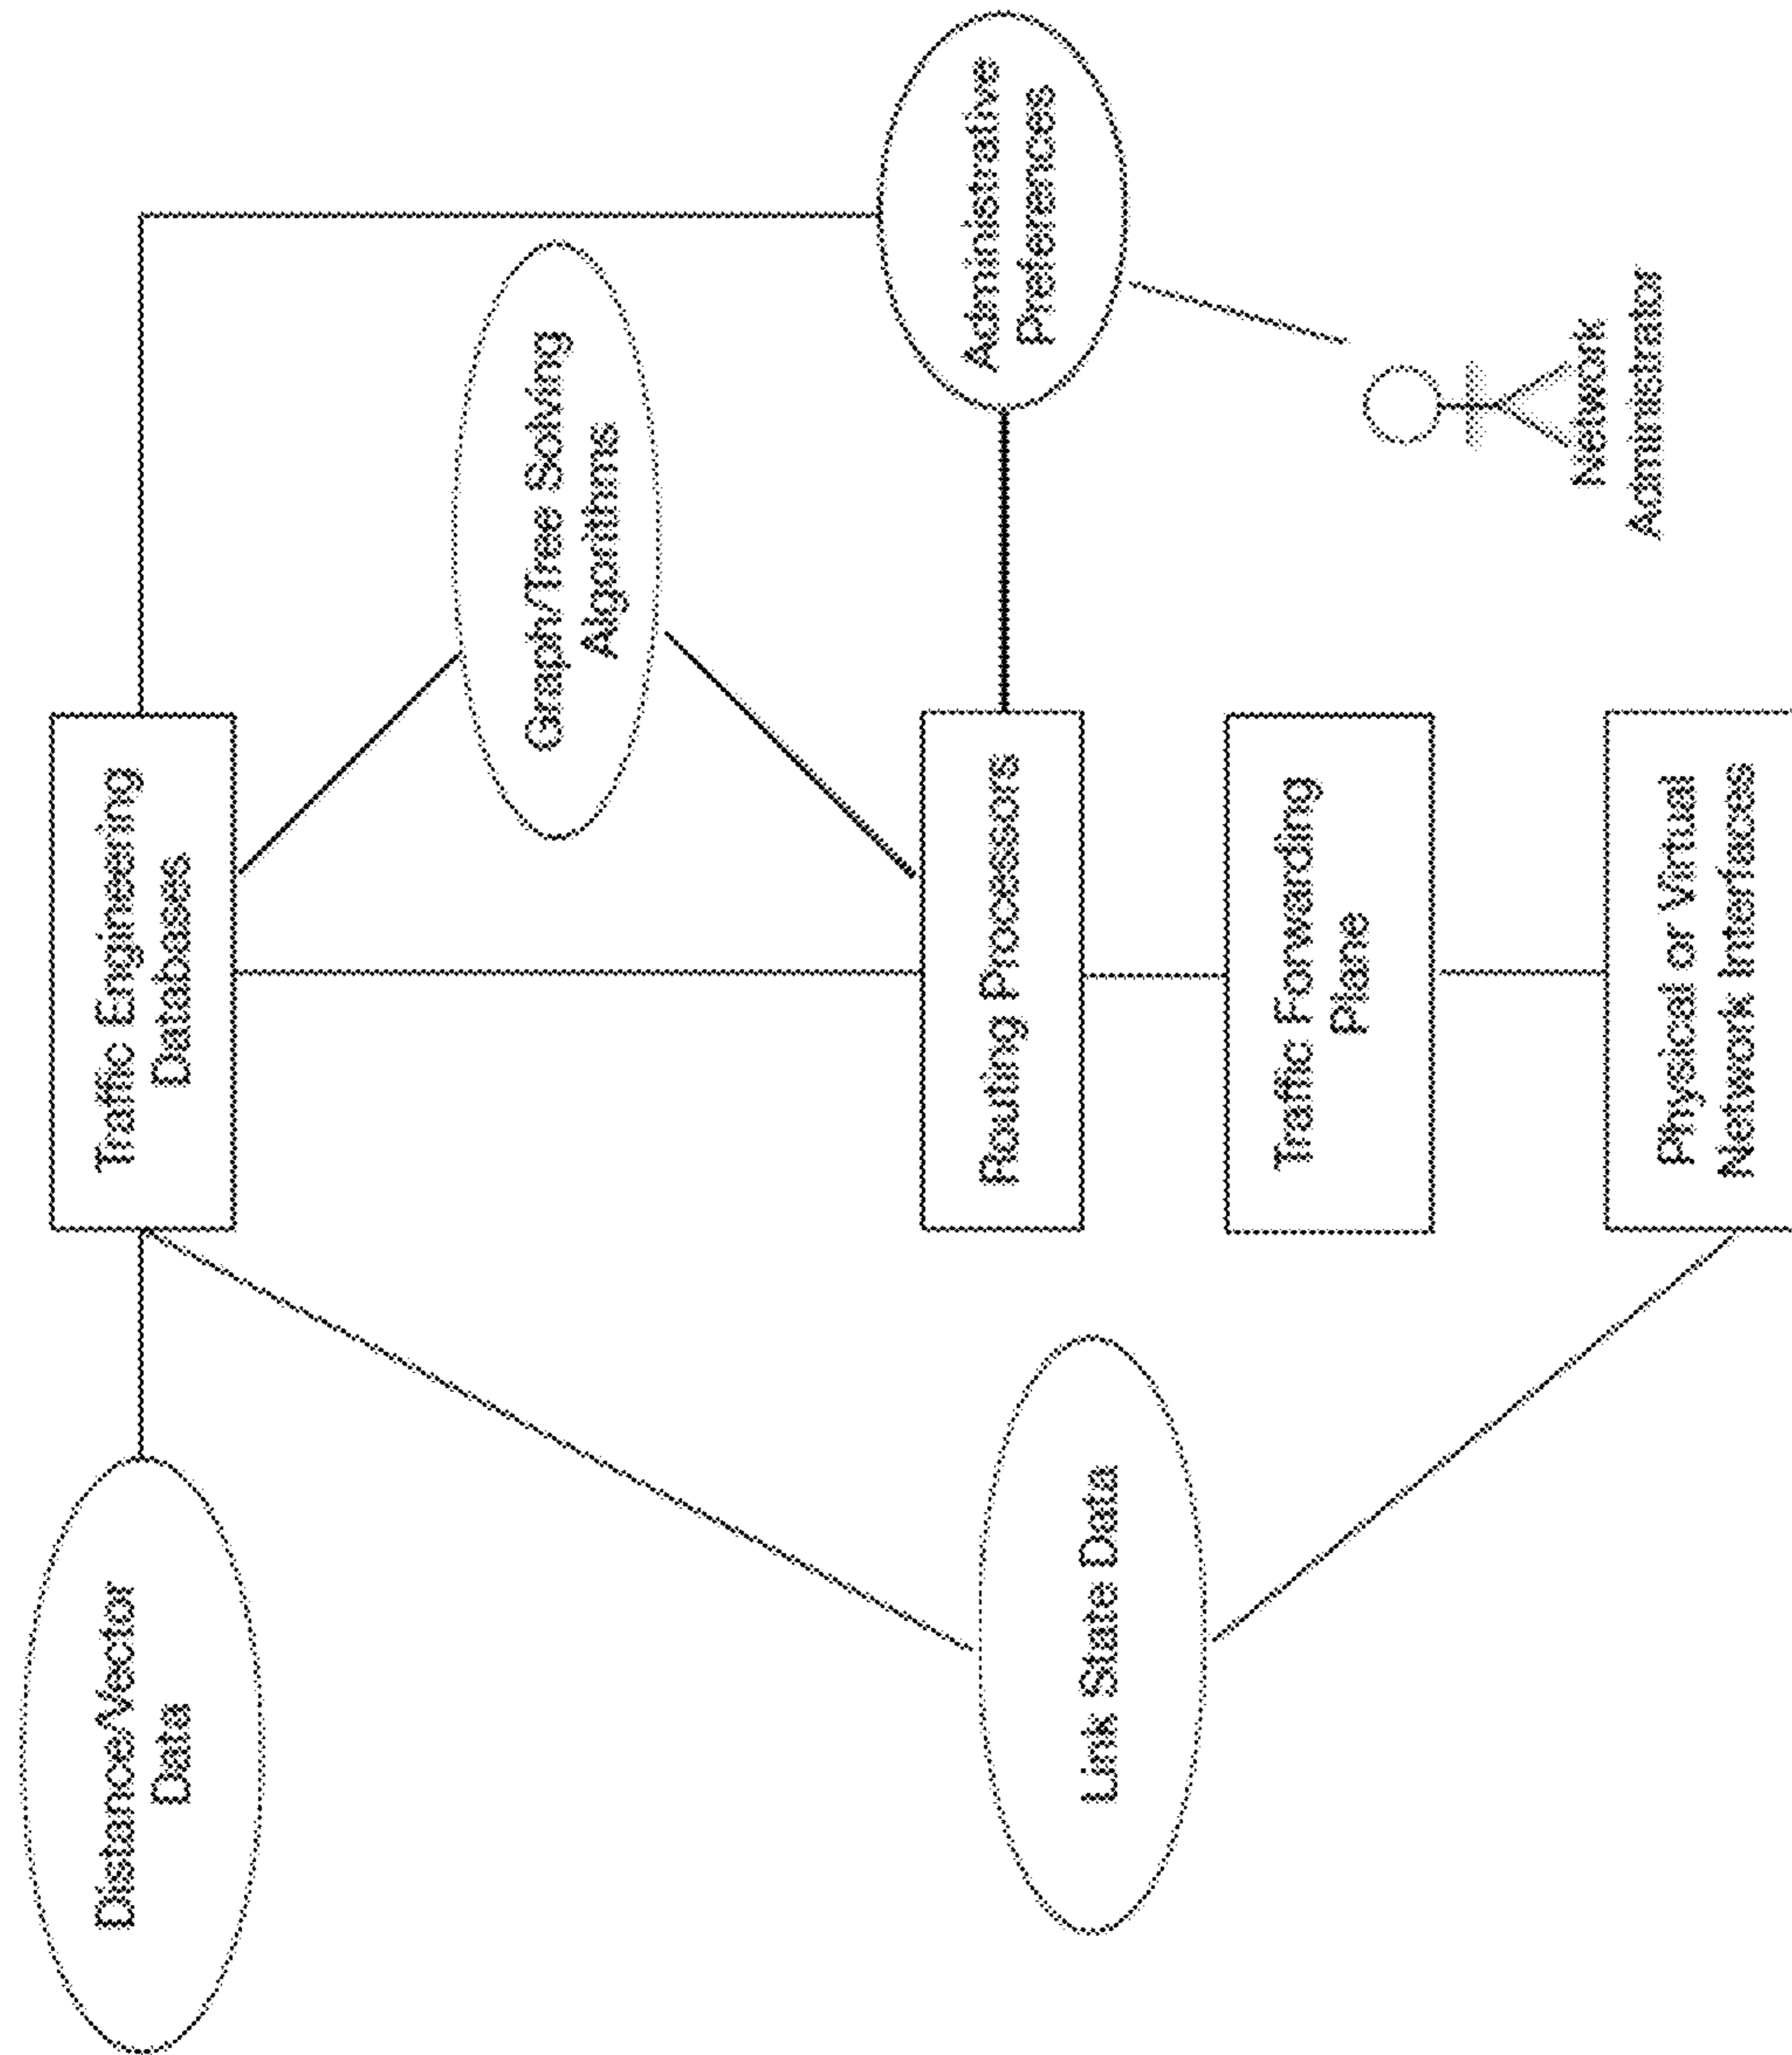 Distance/Vector
Data
Traffic Engineering
Databases
Graph/Tree Solving
Algorithms
Link State Data
Routing Processors
Administrative
Preferences
Traffic Forwarding
Plane
Physical or Virtual
Network Interfaces
Network
Administrator